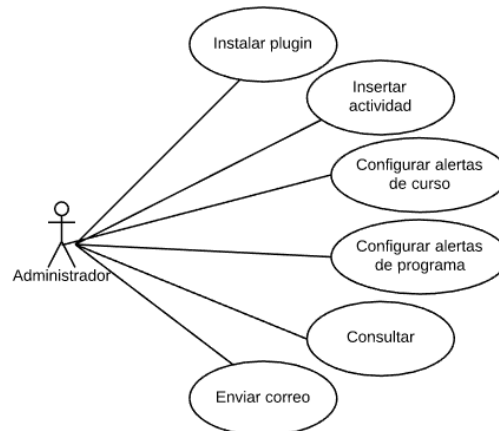 Instalar plugin
Insertar
actividad
Configurar alertas
de curso
Configurar alertas
de programa
Administrador
Consultar
Enviar correo